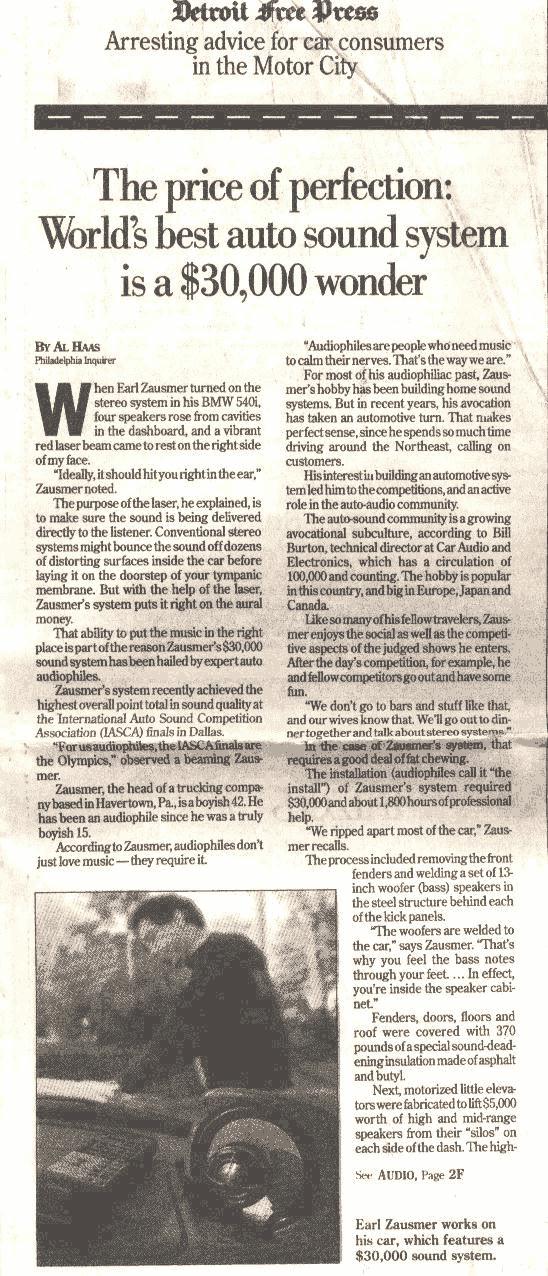 Detroit Free Press
Arresting advice for car consumers
in the Motor City
The price of perfection:
World's best auto sound system
is a $30,000 wonder
BY AL HAAS
Philadelphia Inquirer
When Earl Zausmer turned on the
stereo system in his BMW 540i,
four speakers rose from cavities
in the dashboard, and a vibrant
red laser beam came to rest on the right side
of my face.
"Ideally, it should hit you right in the ear,"
Zausmer noted.
The purpose of the laser, he explained, is
to make sure the sound is being delivered
directly to the listener. Conventional stereo
systems might bounce the sound off dozens
of distorting surfaces inside the car before
laying it on the doorstep of your tympanic
membrane. But with the help of the laser,
Zausmer's system puts it right on the aural
money.
That ability to put the music in the right
place is part of the reason Zausmer's $30,000
sound system has been hailed by expert auto
audiophiles.
Zausmer's system recently achieved the
highest overall point total in sound quality at
the International Auto Sound Competition
Association (IASCA) finals in Dallas.
"For us audiophiles, the IASCA finals are
the Olympics," observed a beaming Zaus-
mer.
Zausmer, the head of a trucking compa-
ny based in Havertown, Pa., is a boyish 42. He
has been an audiophile since he was a truly
boyish 15.
According to Zausmer, audiophiles don't
just love music — they require it.
"Audiophiles are people who need music
to calm their nerves. That's the way we are."
For most of his audiophiliac past, Zaus-
mer's hobby has been building home sound
systems. But in recent years, his avocation
has taken an automotive turn. That makes
perfect sense, since he spends so much time
driving around the Northeast, calling on
customers.
His interest in building an automotive sys-
tem led him to the competitions, and an active
role in the auto-audio community.
The auto-sound community is a growing
avocational subculture, according to Bill
Burton, technical director at Car Audio and
Electronics, which has a circulation of
100,000 and counting. The hobby is popular
in this country, and big in Europe, Japan and
Canada.
Like so many of his fellow travelers, Zaus-
mer enjoys the social as well as the competi-
tive aspects of the judged shows he enters.
After the day's competition, for example, he
and fellow competitors go out and have some
fun.
"We don't go to bars and stuff like that,
and our wives know that. We'll go out to din-
ner together and talk about stereo systems."
In the case of Zausmer's system, that
requires a good deal of fat chewing.
The installation (audiophiles call it "the
install") of Zausmer's system required
$30,000 and about 1,800 hours of professional
help.
"We ripped apart most of the car," Zaus-
mer recalls.
The process included removing the front
fenders and welding a set of 13-
inch woofer (bass) speakers in
the steel structure behind each
of the kick panels.
"The woofers are welded to
the car," says Zausmer. "That's
why you feel the bass notes
through your feet. ... In effect,
you're inside the speaker cabi-
net."
Fenders, doors, floors and
roof were covered with 370
pounds of a special sound-dead-
ening insulation made of asphalt
and butyl.
Next, motorized little eleva-
tors were fabricated to lift $5,000
worth of high and mid-range
speakers from their "silos" on
each side of the dash. The high-
See AUDIO, Page 2F
Earl Zausmer works on
his car, which features a
$30,000 sound system.